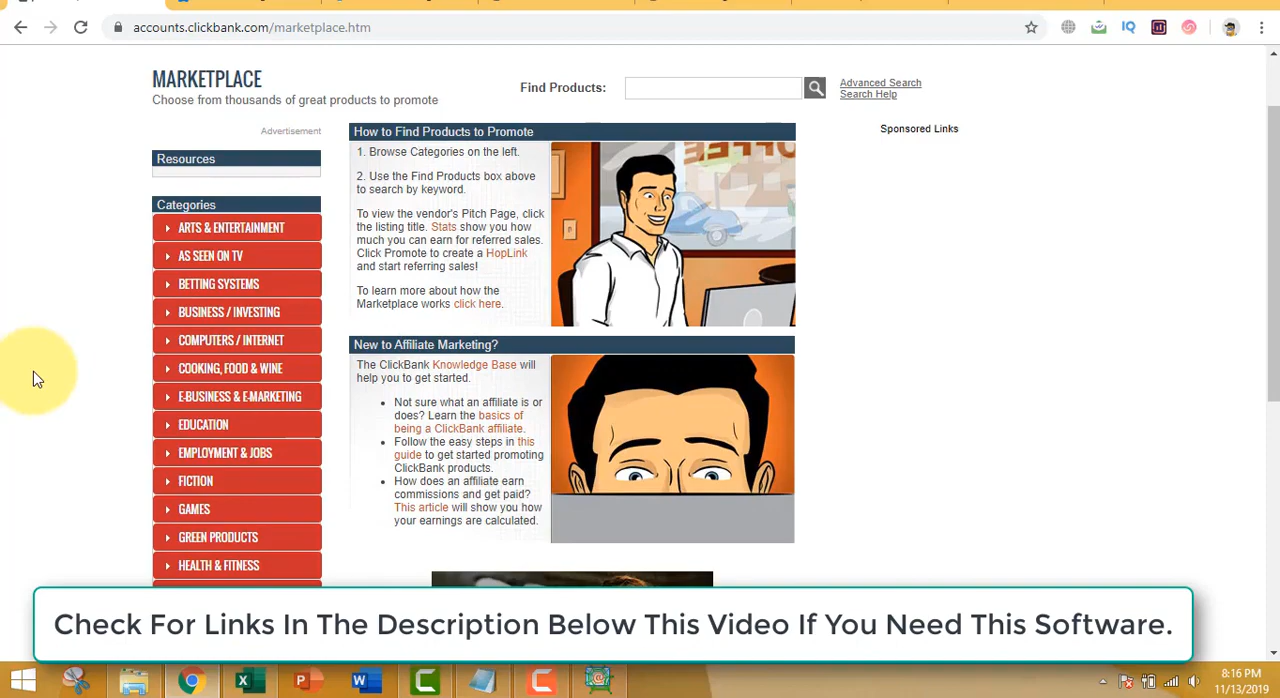 accounts.clickbank.com/marketplace.htm
MARKETPLACE
Choose from thousands of great products to promote
Find Products:
Advanced Search
Search Help
Advertisement
Sponsored Links
Resources
Categories
ARTS & ENTERTAINMENT
AS SEEN ON TV
BETTING SYSTEMS
BUSINESS / INVESTING
COMPUTERS / INTERNET
COOKING, FOOD & WINE
E-BUSINESS & E-MARKETING
EDUCATION
EMPLOYMENT & JOBS
FICTION
GAMES
GREEN PRODUCTS
HEALTH & FITNESS
How to Find Products to Promote
1. Browse Categories on the left.
2. Use the Find Products box above
to search by keyword.
To view the vendor's Pitch Page, click
the listing title. Stats show you how
much you can earn for referred sales.
Click Promote to create a HopLink
and start referring sales!
To learn more about how the
Marketplace works click here.
COFFEE
New to Affiliate Marketing?
The ClickBank Knowledge Base will
help you to get started.
• Not sure what an affiliate is or
does? Learn the basics of
being a ClickBank affiliate.
• Follow the easy steps in this
guide to get started promoting
ClickBank products.
• How does an affiliate earn
commissions and get paid?
This article will show you how
your earnings are calculated.
Check For Links In The Description Below This Video If You Need This Software.
8:16 PM
11/13/2019